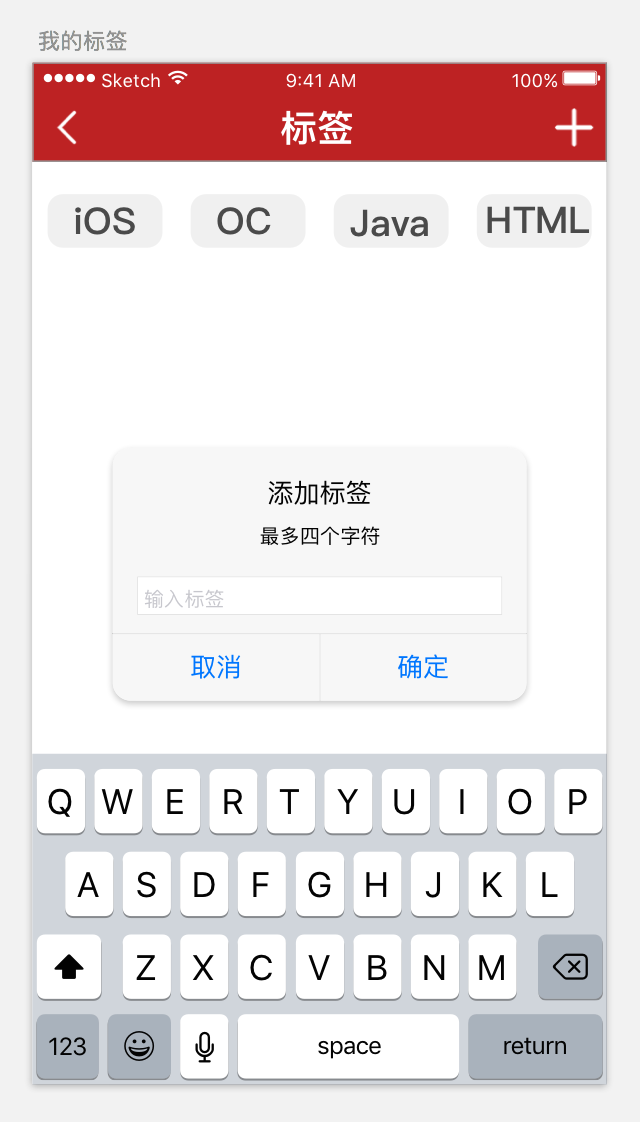 我的标签
Sketch 9:41 AM 100%
标签
iOS OC Java HTML
添加标签
最多四个字符
输入标签
取消 确定
Q W E R T Y U I O P
A S D F G H J K L
Z X C V B N M
123 space return